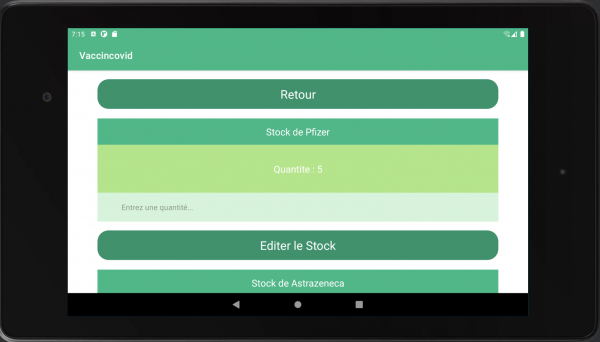 7:15
Vaccincovid
Retour
Stock de Pfizer
Quantite : 5
Entrez une quantité...
Editer le Stock
Stock de Astrazeneca